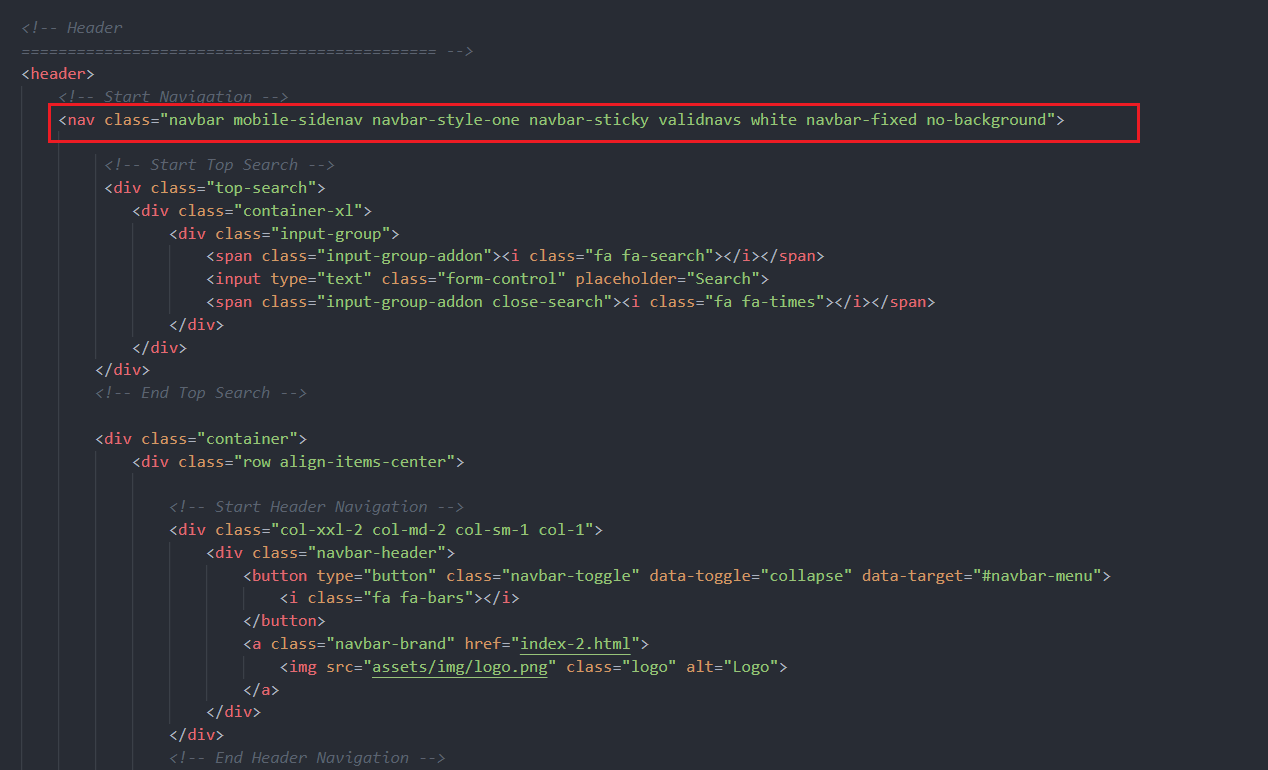 <!-- Header
============================================= -->
<header>
<!-- Start Navigation -->
<nav class="navbar mobile-sidenav navbar-style-one navbar-sticky validnavs white navbar-fixed no-background">
<!-- Start Top Search -->
<div class="top-search">
<div class="container-xl">
<div class="input-group">
<span class="input-group-addon"><i class="fa fa-search"></i></span>
<input type="text" class="form-control" placeholder="Search">
<span class="input-group-addon close-search"><i class="fa fa-times"></i></span>
</div>
</div>
</div>
<!-- End Top Search -->
<div class="container">
<div class="row align-items-center">
<!-- Start Header Navigation -->
<div class="col-xxl-2 col-md-2 col-sm-1 col-1">
<div class="navbar-header">
<button type="button" class="navbar-toggle" data-toggle="collapse" data-target="#navbar-menu">
<i class="fa fa-bars"></i>
</button>
<a class="navbar-brand" href="index-2.html">
<img src="assets/img/logo.png" class="logo" alt="Logo">
</a>
</div>
</div>
<!-- End Header Navigation -->